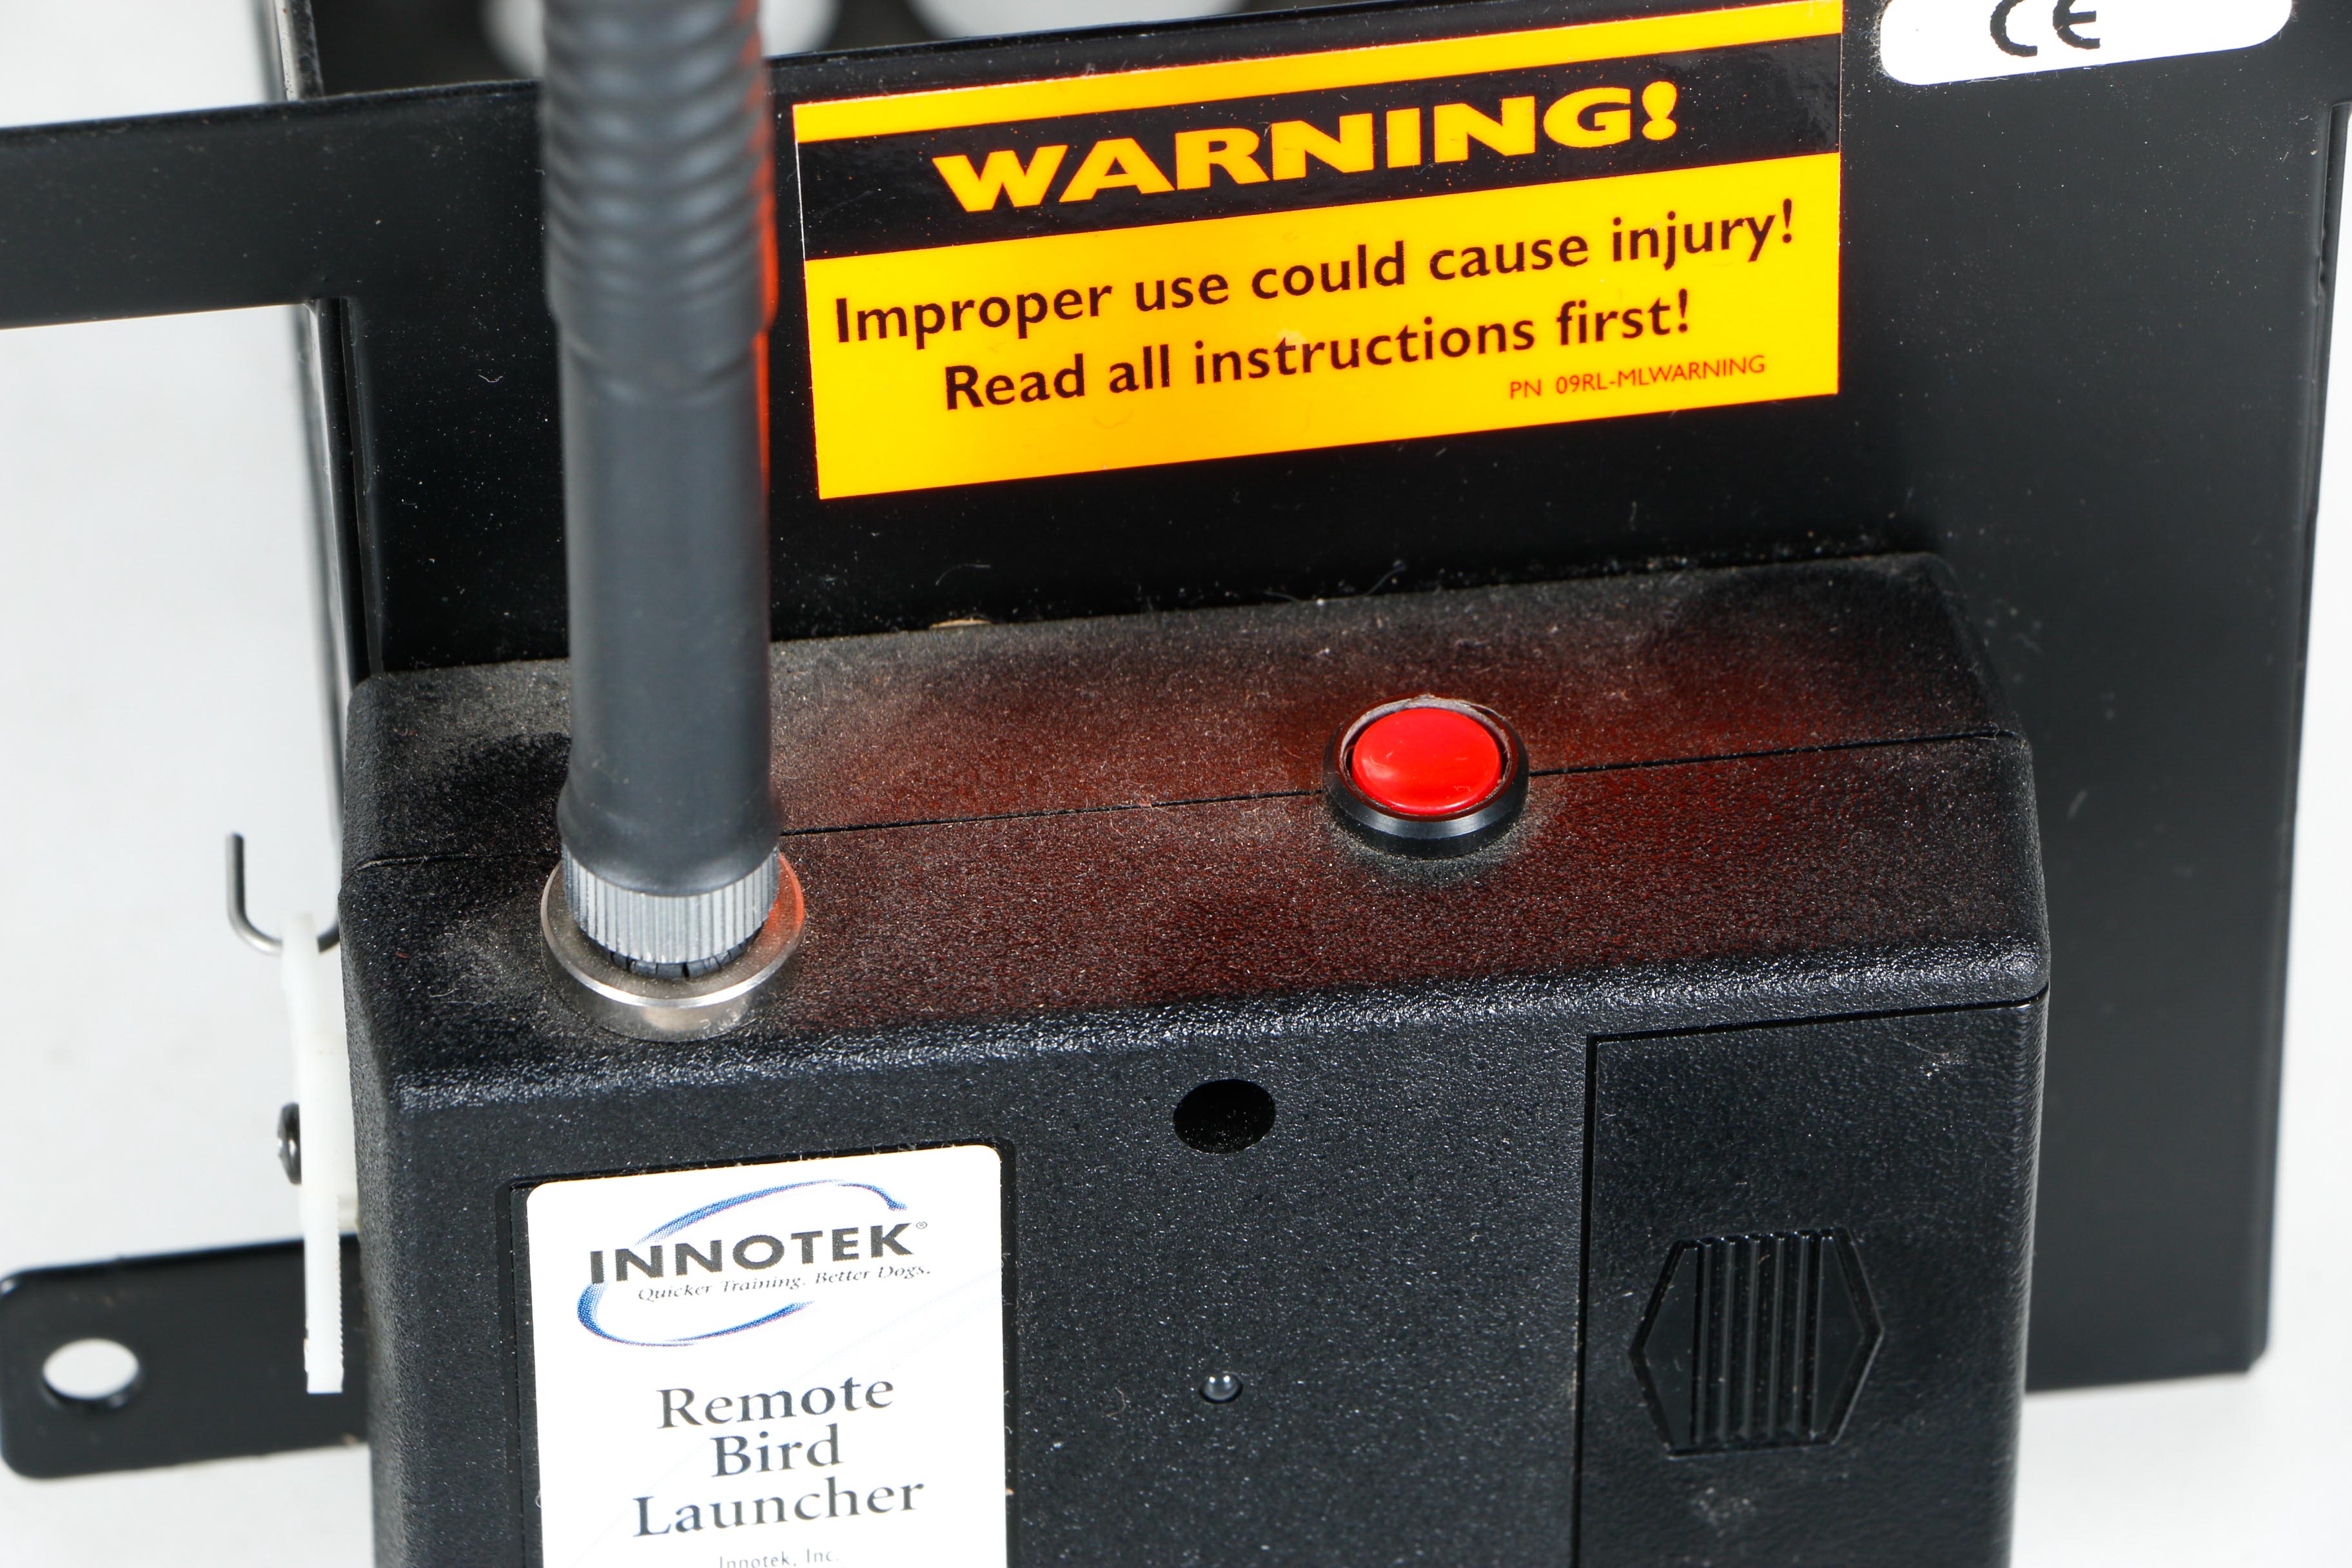 CE
WARNING!
Improper use could cause injury!
Read all instructions first!
PN 09RL-MLWARNING
INNOTEK®
Quicker Training. Better Dogs.
Remote
Bird
Launcher
Innotek, Inc.